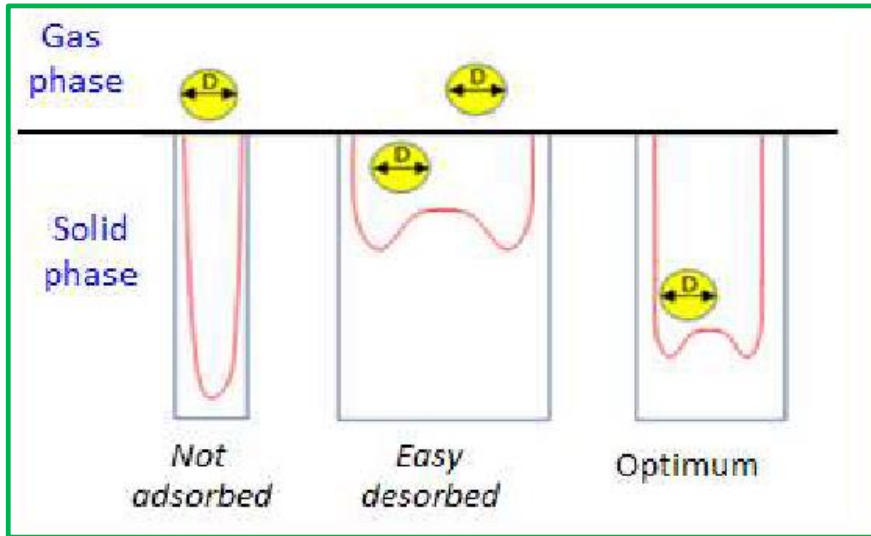 Gas
phase
D
D
D
D
Solid
phase
Not
adsorbed
Easy
desorbed
Optimum